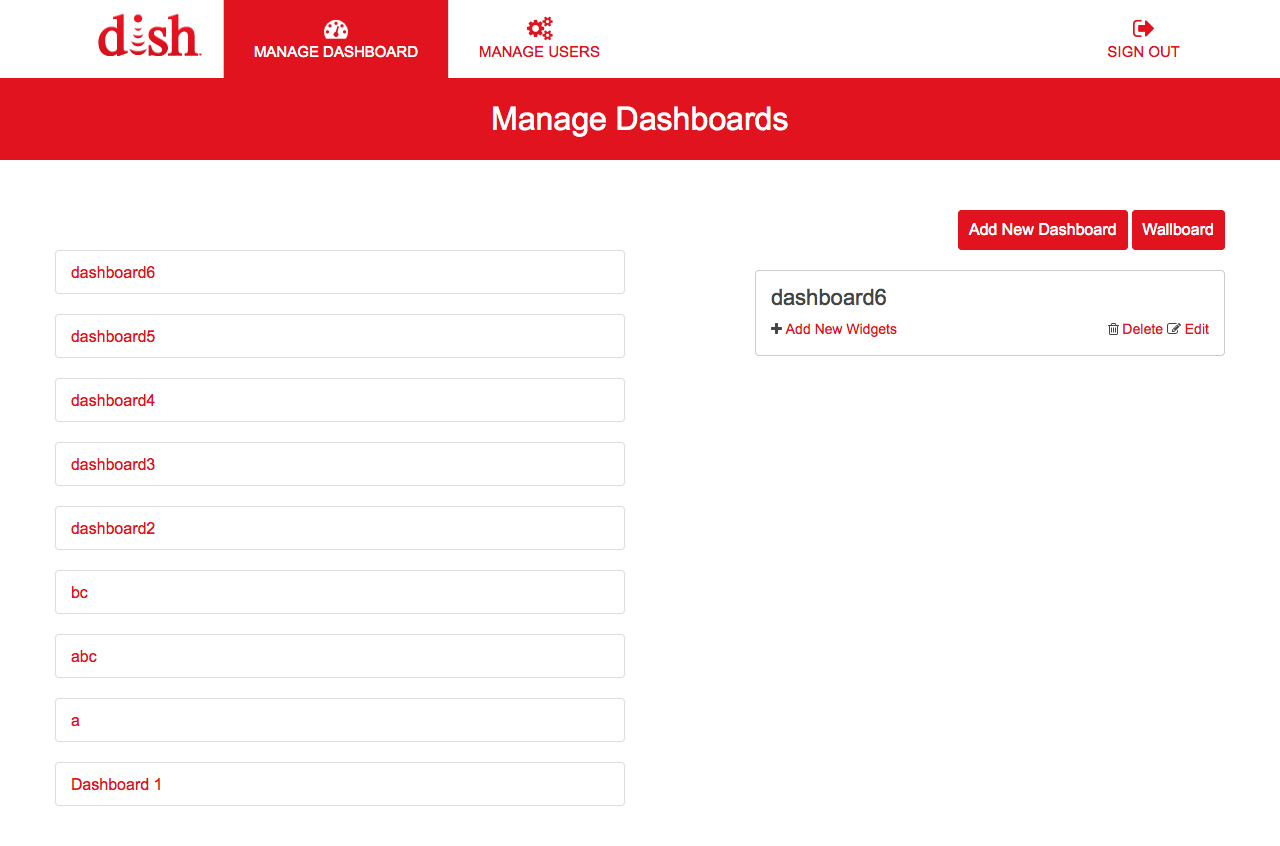 dish
MANAGE DASHBOARD
MANAGE USERS
SIGN OUT
Manage Dashboards
Add New Dashboard
Wallboard
dashboard6
dashboard5
dashboard4
dashboard3
dashboard2
bc
abc
a
Dashboard 1
dashboard6
Add New Widgets
Delete Edit